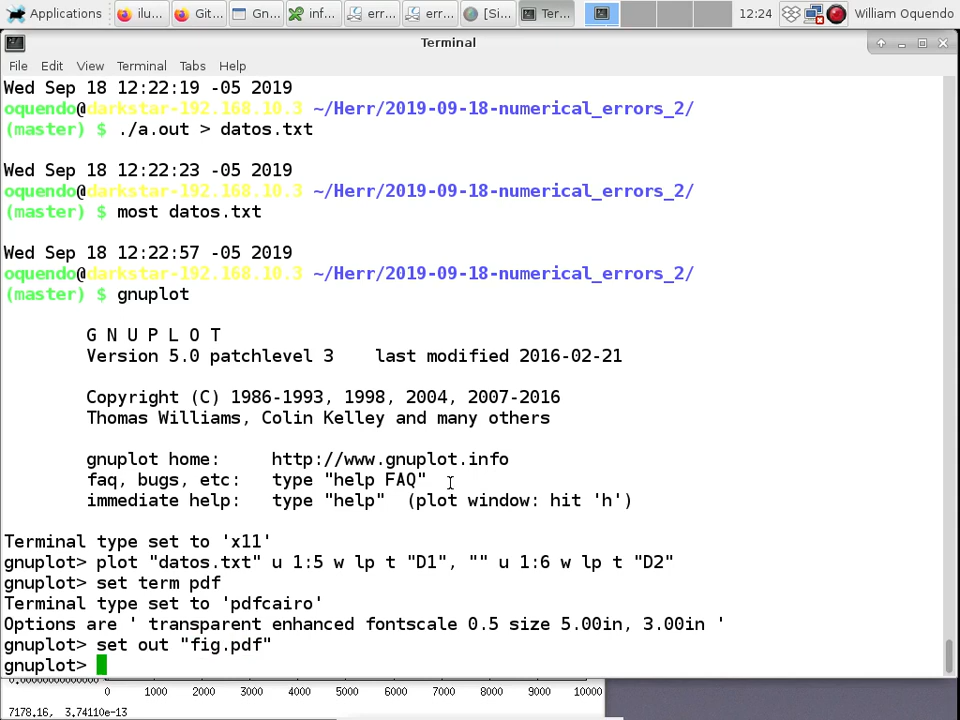 Applications ilu... Git... Gn... inf... err... err... [Si... Ter... 12:24 William Oquendo
Terminal
File Edit View Terminal Tabs Help
Wed Sep 18 12:22:19 -05 2019
oquendo@darkstar-192.168.10.3 ~/Herr/2019-09-18-numerical_errors_2/
(master) $ ./a.out > datos.txt
Wed Sep 18 12:22:23 -05 2019
oquendo@darkstar-192.168.10.3 ~/Herr/2019-09-18-numerical_errors_2/
(master) $ most datos.txt
Wed Sep 18 12:22:57 -05 2019
oquendo@darkstar-192.168.10.3 ~/Herr/2019-09-18-numerical_errors_2/
(master) $ gnuplot
G N U P L O T
Version 5.0 patchlevel 3 last modified 2016-02-21
Copyright (C) 1986-1993, 1998, 2004, 2007-2016
Thomas Williams, Colin Kelley and many others
gnuplot home: http://www.gnuplot.info
faq, bugs, etc: type "help FAQ"
immediate help: type "help" (plot window: hit 'h')
Terminal type set to 'x11'
gnuplot> plot "datos.txt" u 1:5 w lp t "D1", "" u 1:6 w lp t "D2"
gnuplot> set term pdf
Terminal type set to 'pdfcairo'
Options are ' transparent enhanced fontscale 0.5 size 5.00in, 3.00in '
gnuplot> set out "fig.pdf"
gnuplot>
0 1000 2000 3000 4000 5000 6000 7000 8000 9000 10000
7178.16, 3.74110e-13